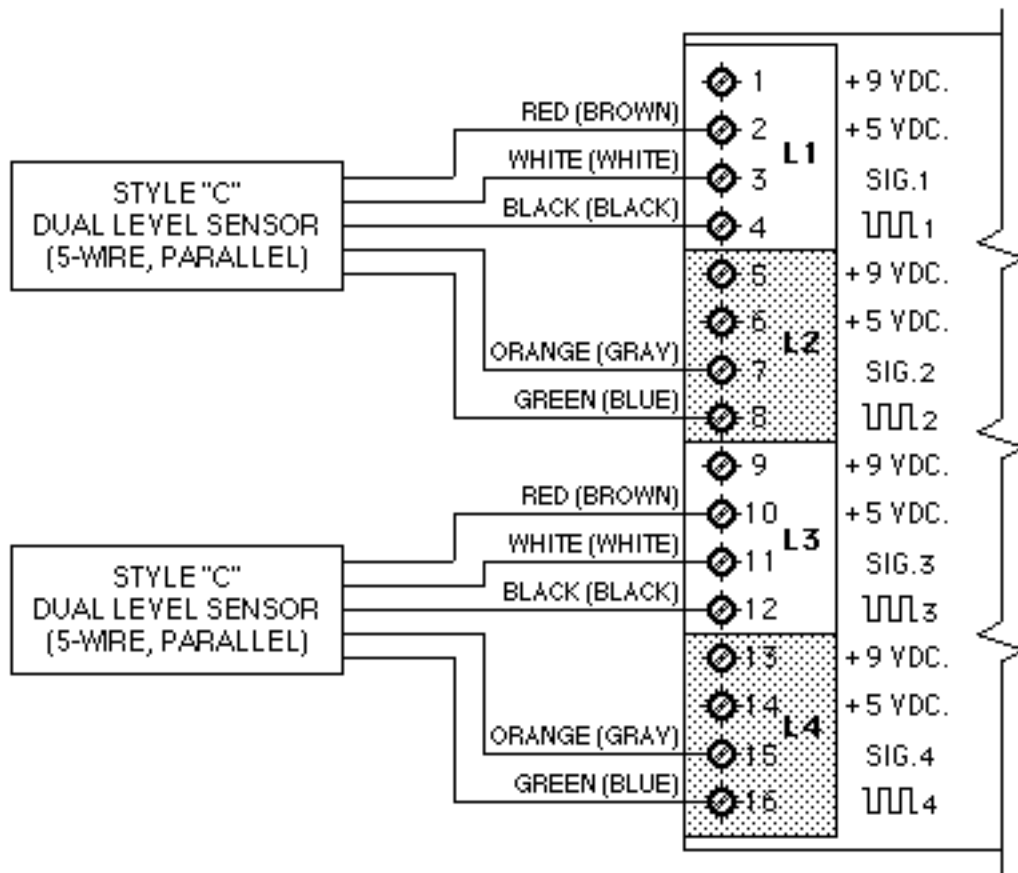 1 +9 VDC.
RED (BROWN) 2 +5 VDC.
L1
WHITE (WHITE) 3 SIG.1
BLACK (BLACK) 4 1
STYLE "C"
DUAL LEVEL SENSOR
(5-WIRE, PARALLEL)
5 +9 VDC.
6 +5 VDC.
L2
ORANGE (GRAY) 7 SIG.2
GREEN (BLUE) 8 2
9 +9 VDC.
RED (BROWN) 10 +5 VDC.
L3
WHITE (WHITE) 11 SIG.3
BLACK (BLACK) 12 3
STYLE "C"
DUAL LEVEL SENSOR
(5-WIRE, PARALLEL)
13 +9 VDC.
14 +5 VDC.
L4
ORANGE (GRAY) 15 SIG.4
GREEN (BLUE) 16 4